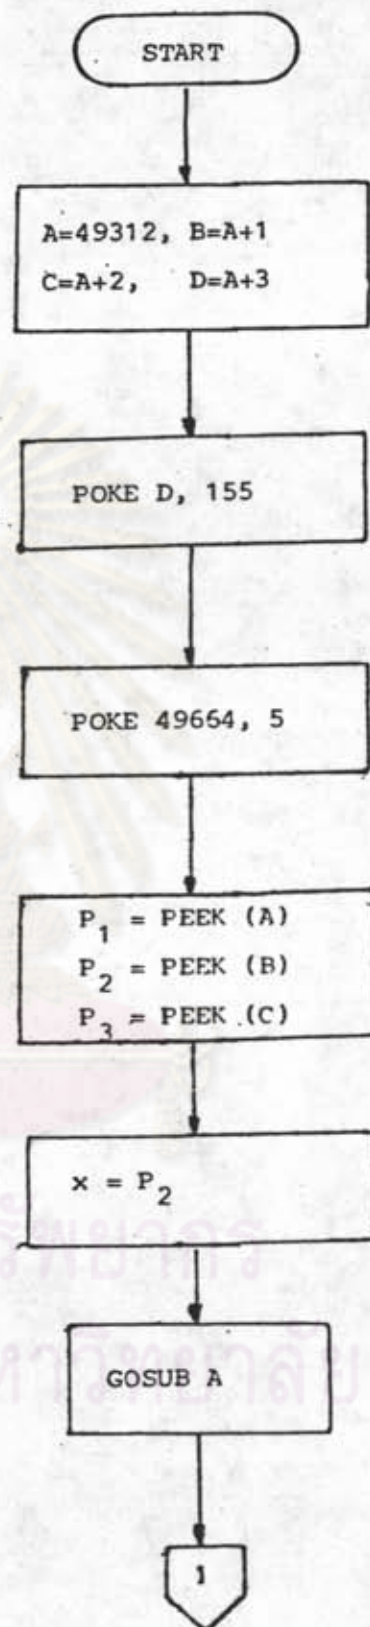 START
A=49312, B=A+1
C=A+2, D=A+3
POKE D, 155
POKE 49664, 5
P1 = PEEK (A)
P2 = PEEK (B)
P3 = PEEK (C)
x = P2
GOSUB A
1